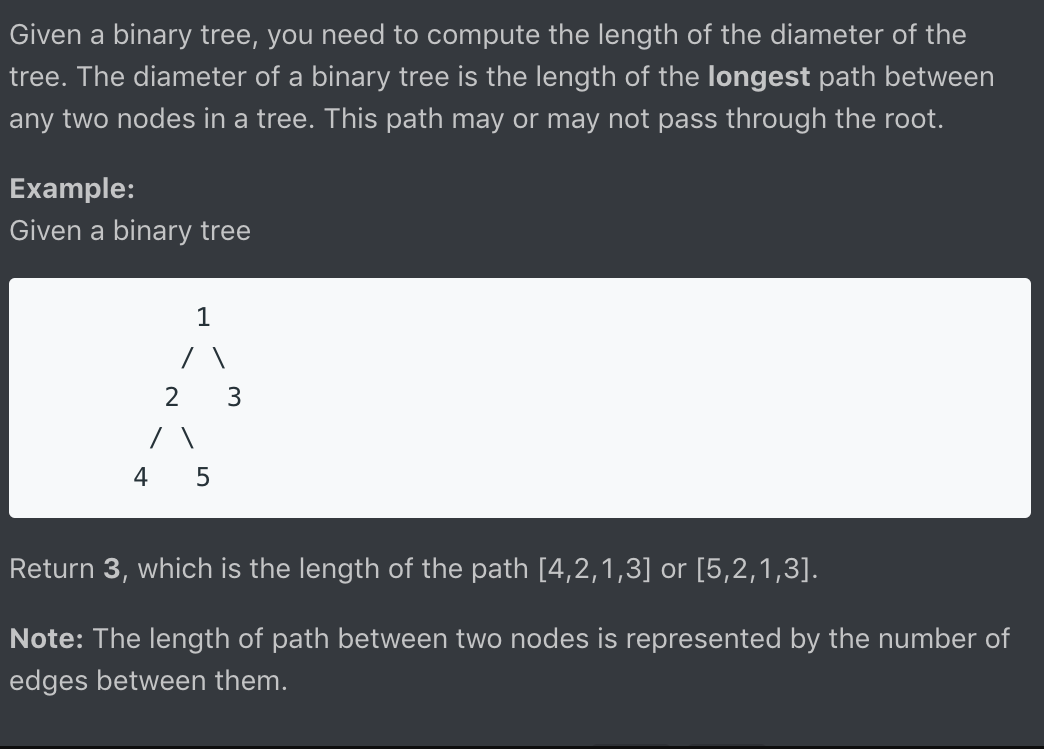 Given a binary tree, you need to compute the length of the diameter of the
tree. The diameter of a binary tree is the length of the longest path between
any two nodes in a tree. This path may or may not pass through the root.
Example:
Given a binary tree
1
/ \
2   3
/ \
4   5
Return 3, which is the length of the path [4,2,1,3] or [5,2,1,3].
Note: The length of path between two nodes is represented by the number of
edges between them.